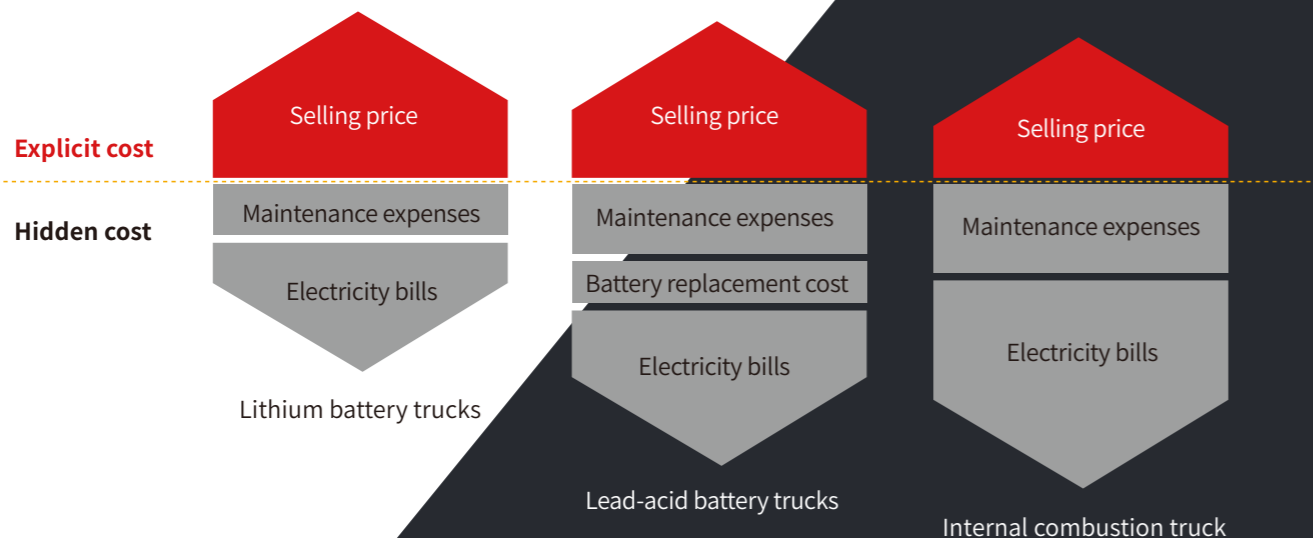 Explicit cost
Hidden cost
Selling price
Maintenance expenses
Electricity bills
Lithium battery trucks
Selling price
Maintenance expenses
Battery replacement cost
Electricity bills
Lead-acid battery trucks
Selling price
Maintenance expenses
Electricity bills
Internal combustion truck